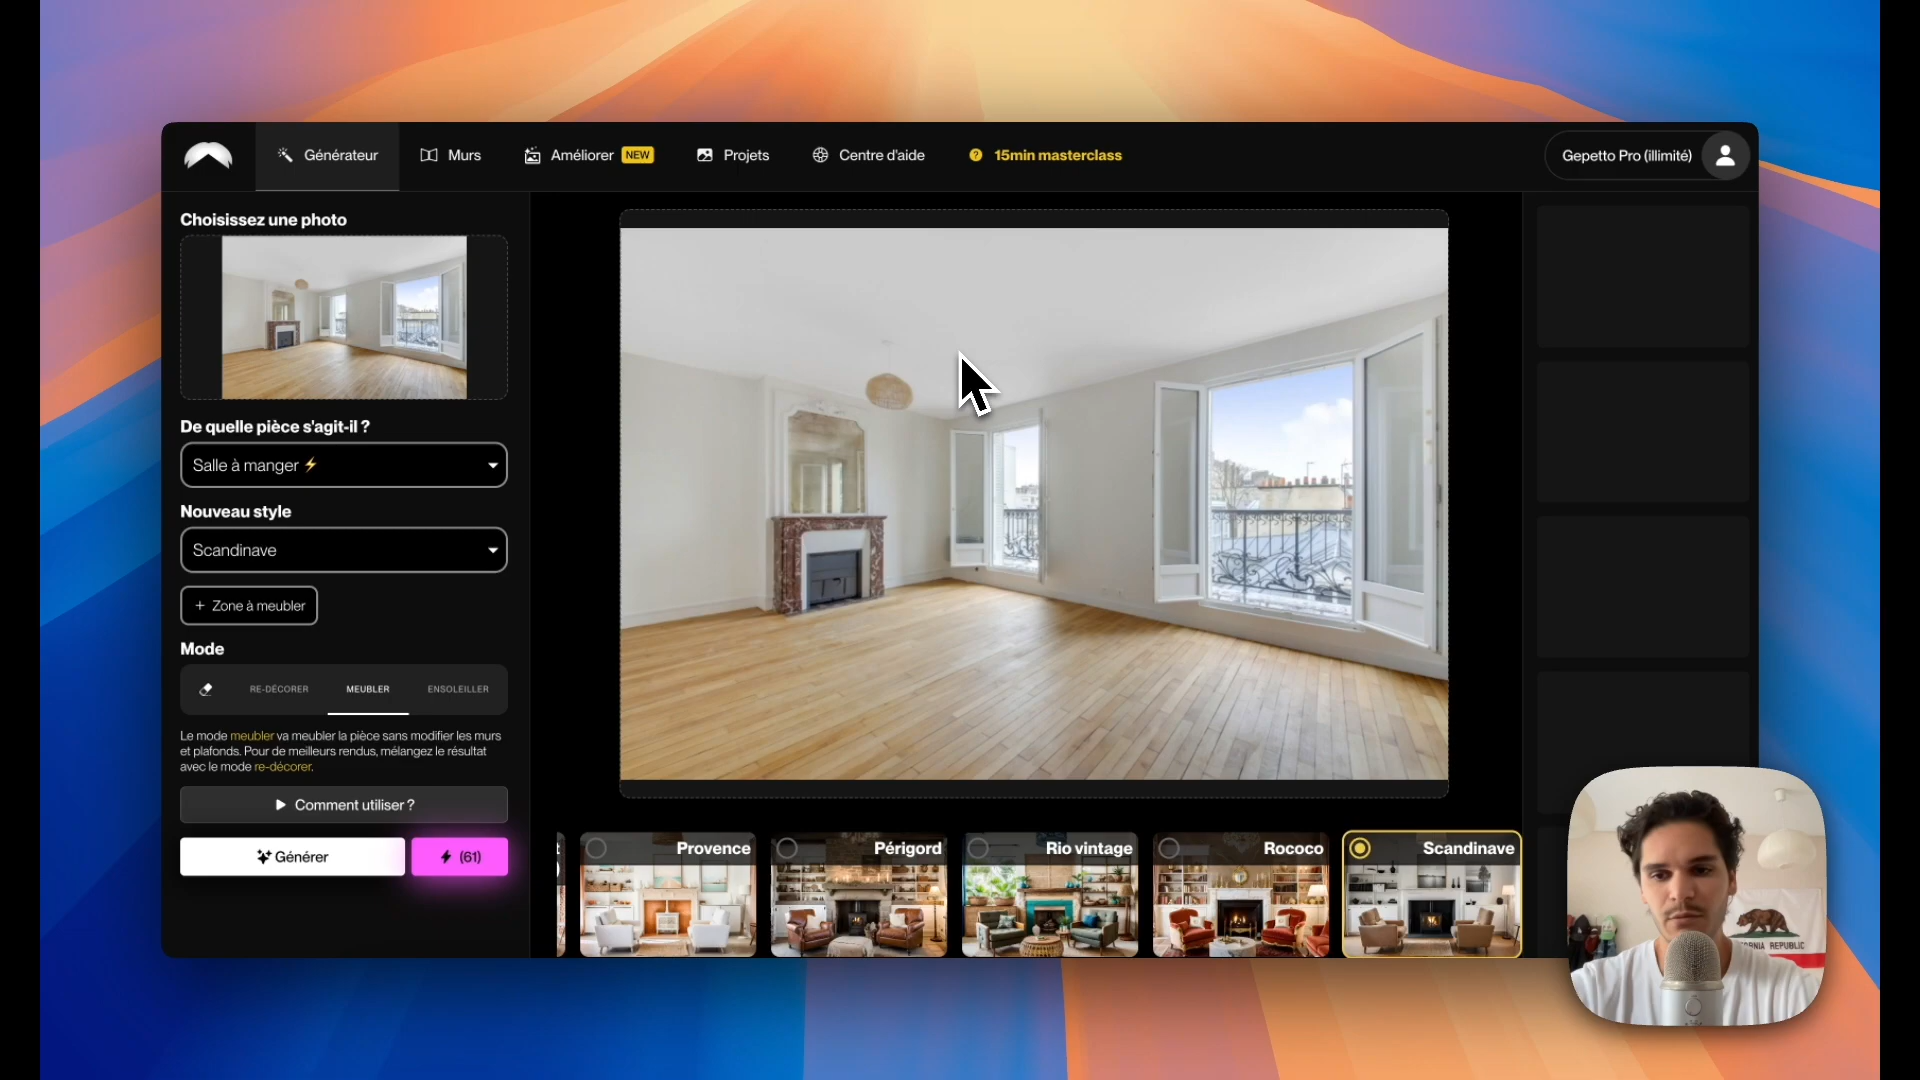 Générateur
Murs
Améliorer NEW
Projets
Centre d'aide
15min masterclass
Gepetto Pro (illimité)
Choisissez une photo
De quelle pièce s'agit-il ?
Salle à manger
Nouveau style
Scandinave
+ Zone à meubler
Mode
RE-DÉCORER
MEUBLER
ENSOLEILLER
Le mode meubler va meubler la pièce sans modifier les murs
et plafonds. Pour de meilleurs rendus, mélangez le résultat
avec le mode re-décorer.
Comment utiliser ?
Générer
(61)
Provence
Périgord
Rio vintage
Rococo
Scandinave
REPUBLIC